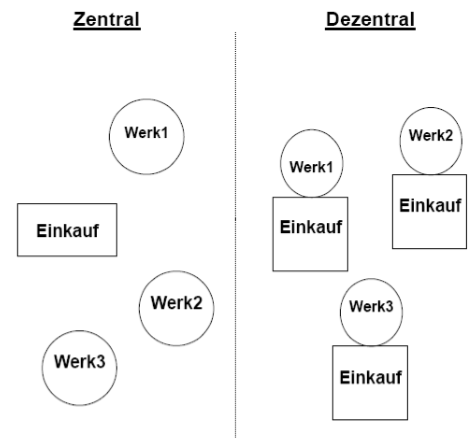 Zentral
Werk1
Einkauf
Werk2
Werk3
Dezentral
Werk2
Werk1
Einkauf
Einkauf
Werk3
Einkauf